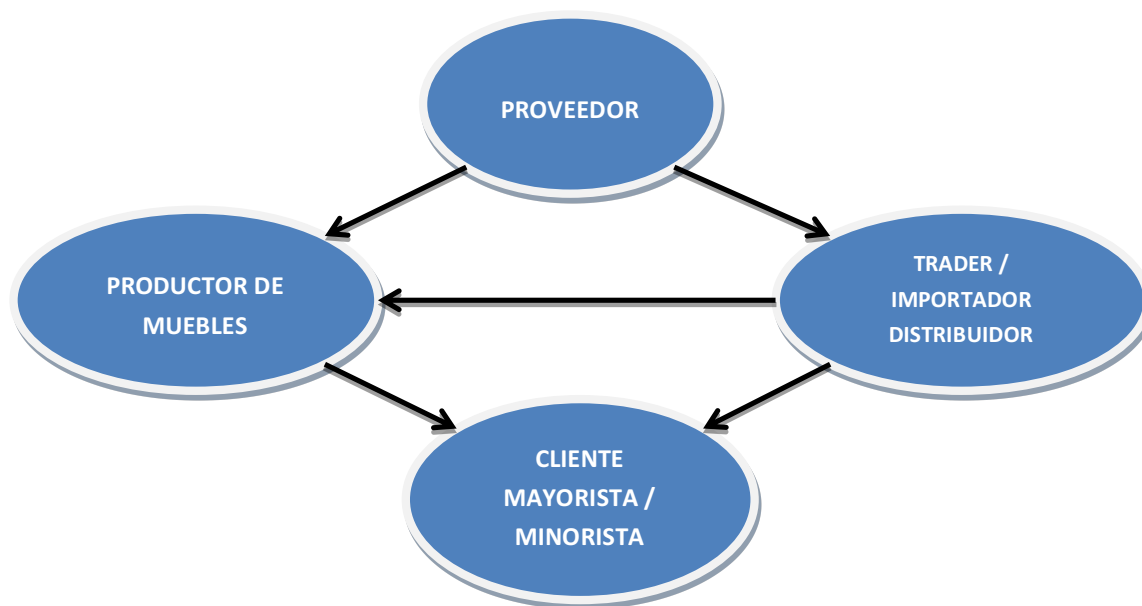 PROVEEDOR
PRODUCTOR DE
MUEBLES
TRADER /
IMPORTADOR
DISTRIBUIDOR
CLIENTE
MAYORISTA /
MINORISTA